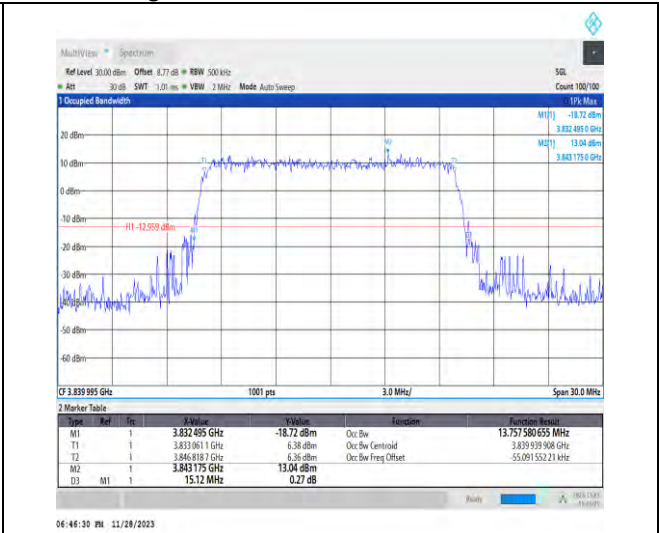 MultiView Spectrum
Ref Level 30.00 dBm Offset 8.77 dB RBW 500 kHz SGL
Att 30 dB SWT 1.01 ms VBW 2 MHz Mode Auto Sweep Count 100/100
1 Occupied Bandwidth 1Pk Max
M1[1] -18.72 dBm
3.832 495 0 GHz
20 dBm
M2[1] 13.04 dBm
3.843 175 0 GHz
M2
10 dBm
T1 T2
0 dBm
-10 dBm
H1 -12.959 dBm
M1
D3
-20 dBm
-30 dBm
-40 dBm
-50 dBm
-60 dBm
CF 3.839 995 GHz 1001 pts 3.0 MHz/ Span 30.0 MHz
2 Marker Table
Type Ref Trc X-Value Y-Value Function Function Result
M1 1 3.832 495 GHz -18.72 dBm Occ Bw 13.757 580 655 MHz
T1 1 3.833 061 1 GHz 6.38 dBm Occ Bw Centroid 3.839 939 908 GHz
T2 1 3.846 818 7 GHz 6.36 dBm Occ Bw Freq Offset -55.091 552 21 kHz
M2 1 3.843 175 GHz 13.04 dBm
D3 M1 1 15.12 MHz 0.27 dB
Ready
06:46:30 PM 11/28/2023